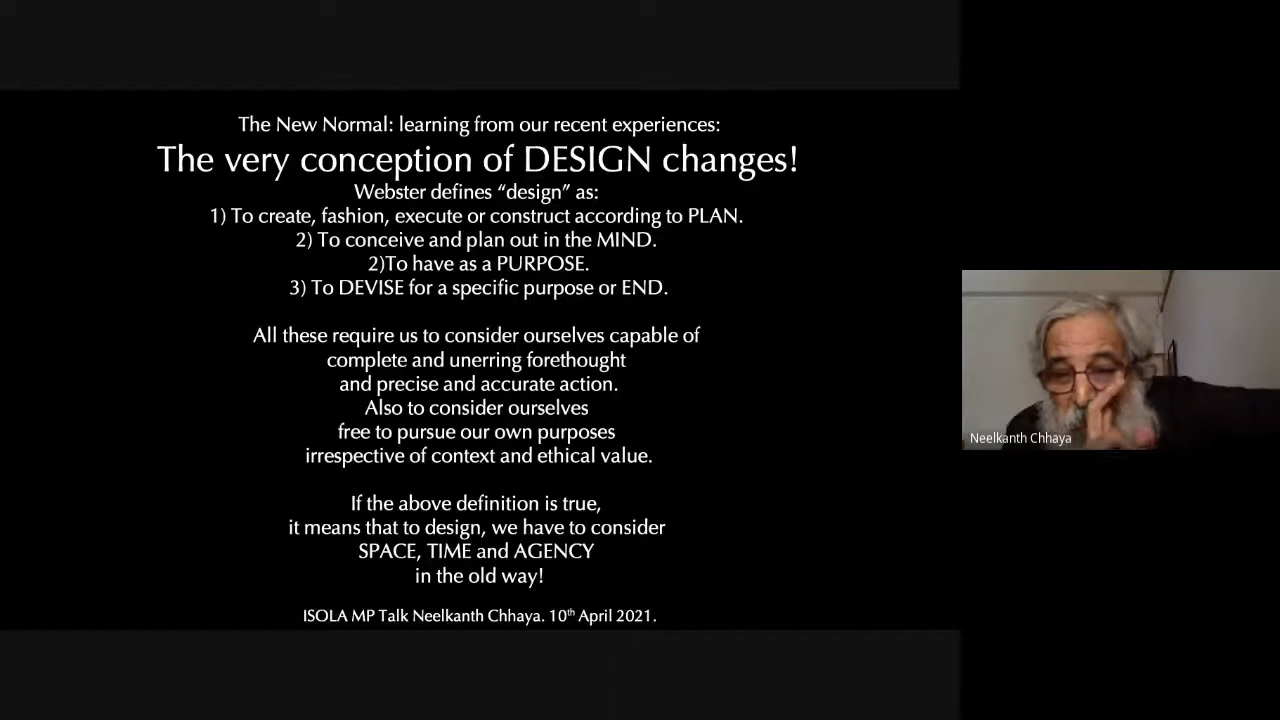 The New Normal: learning from our recent experiences:
The very conception of DESIGN changes!
Webster defines “design” as:
1) To create, fashion, execute or construct according to PLAN.
2) To conceive and plan out in the MIND.
2)To have as a PURPOSE.
3) To DEVISE for a specific purpose or END.
All these require us to consider ourselves capable of
complete and unerring forethought
and precise and accurate action.
Also to consider ourselves
free to pursue our own purposes
irrespective of context and ethical value.
If the above definition is true,
it means that to design, we have to consider
SPACE, TIME and AGENCY
in the old way!
ISOLA MP Talk Neelkanth Chhaya. 10th April 2021.
Neelkanth Chhaya